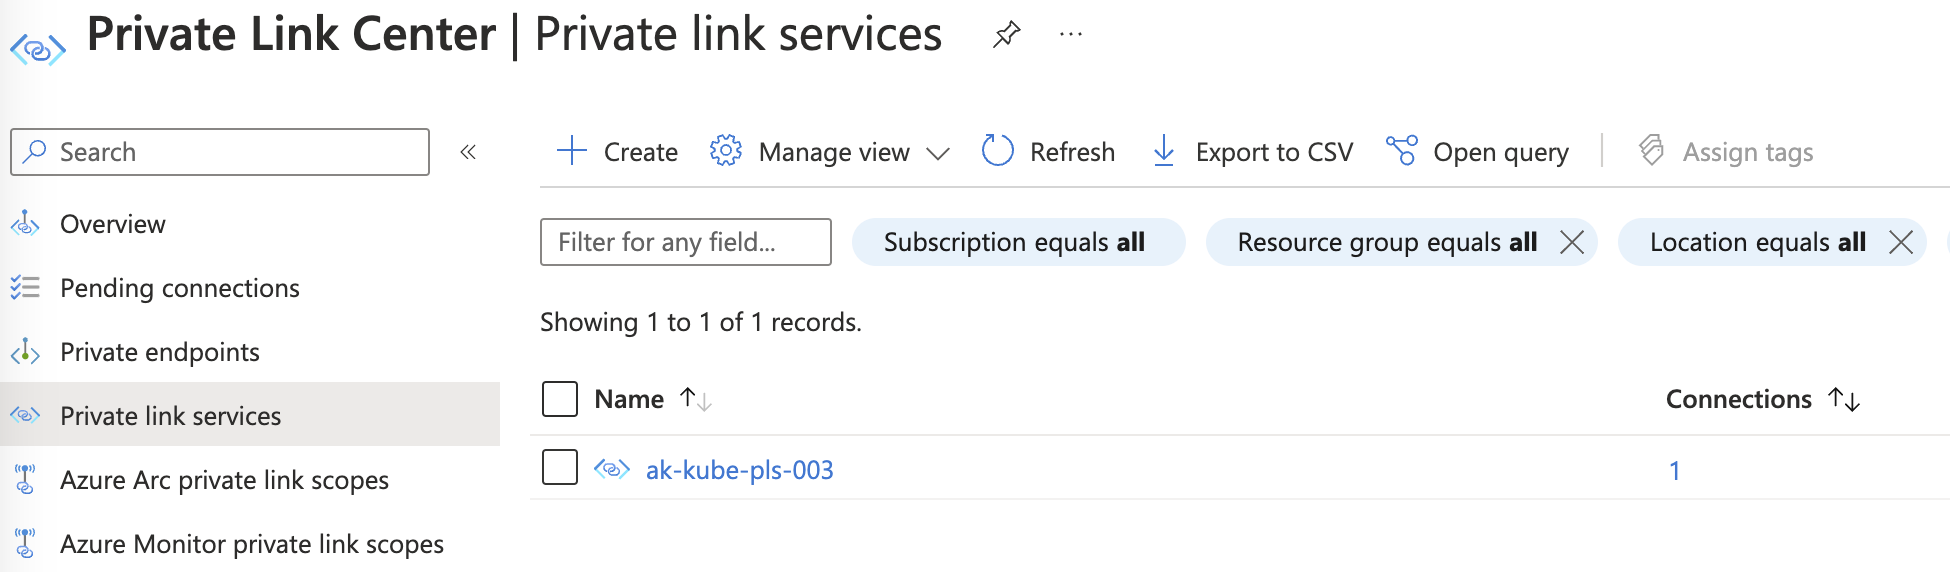 Private Link Center | Private link services
Search
Overview
Pending connections
Private endpoints
Private link services
Azure Arc private link scopes
Azure Monitor private link scopes
Create Manage view Refresh Export to CSV Open query Assign tags
Filter for any field... Subscription equals all Resource group equals all Location equals all
Showing 1 to 1 of 1 records.
Name Connections
ak-kube-pls-003 1